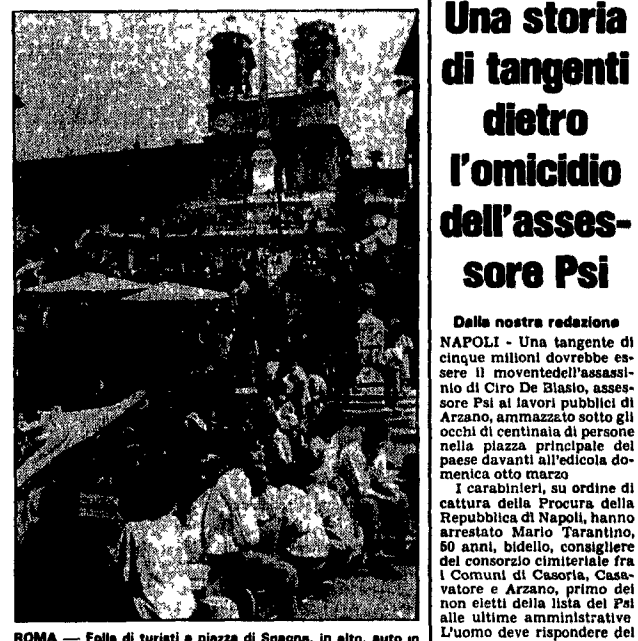 Una storia
di tangenti
dietro
l'omicidio
dell'asses-
sore Psi
Dalla nostra redazione
NAPOLI - Una tangente di
cinque milioni dovrebbe es-
sere il moventedell'assassi-
nio di Ciro De Biasio, asses-
sore Psi ai lavori pubblici di
Arzano, ammazzato sotto gli
occhi di centinaia di persone
nella piazza principale del
paese davanti all'edicola do-
menica otto marzo
I carabinieri, su ordine di
cattura della Procura della
Repubblica di Napoli, hanno
arrestato Mario Tarantino,
50 anni, bidello, consigliere
del consorzio cimiteriale fra
i Comuni di Casoria, Casa-
vatore e Arzano, primo dei
non eletti della lista del Psi
alle ultime amministrative
L'uomo deve rispondere del
ROMA — Folla di turisti a piazza di Spagna, in alto, auto in